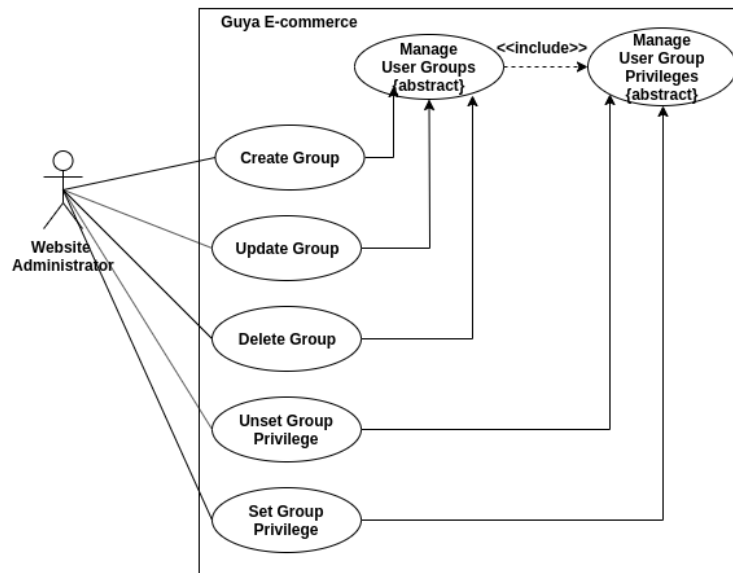 Guya E-commerce
Manage
User Groups
{abstract}
<<include>>
Manage
User Group
Privileges
{abstract}
Create Group
Website
Administrator
Update Group
Delete Group
Unset Group
Privilege
Set Group
Privilege